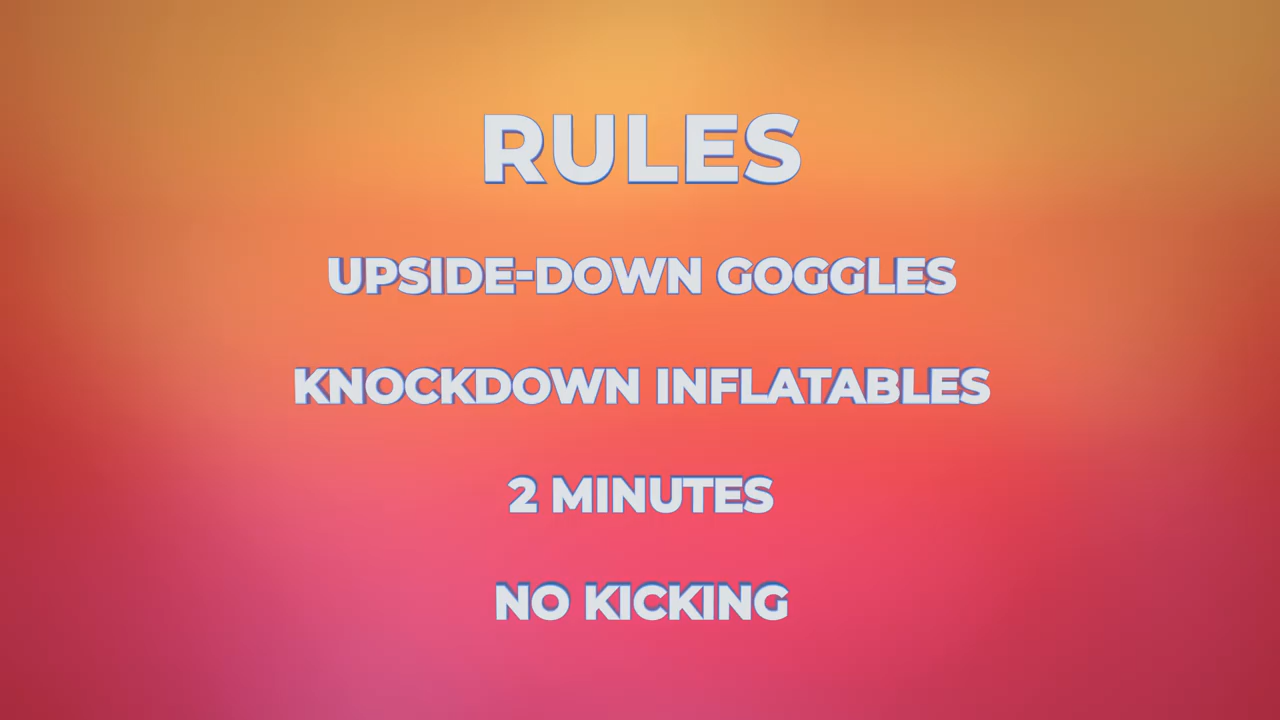 RULES
UPSIDE-DOWN GOGGLES
KNOCKDOWN INFLATABLES
2 MINUTES
NO KICKING